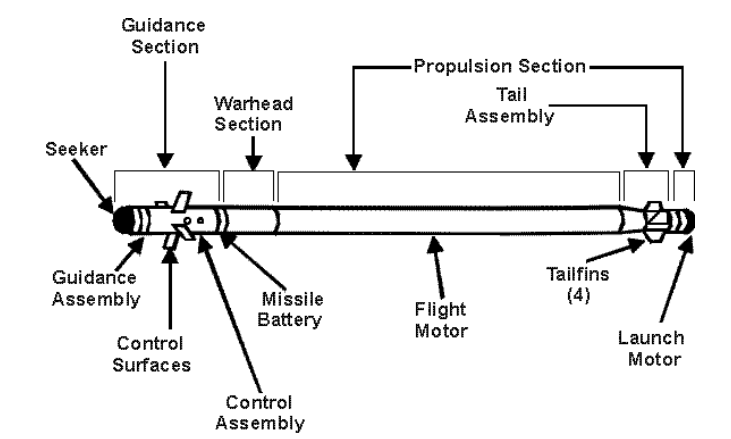 Guidance
Section
Propulsion Section
Warhead
Section
Tail
Assembly
Seeker
Guidance
Assembly
Control
Surfaces
Missile
Battery
Control
Assembly
Flight
Motor
Tailfins
(4)
Launch
Motor